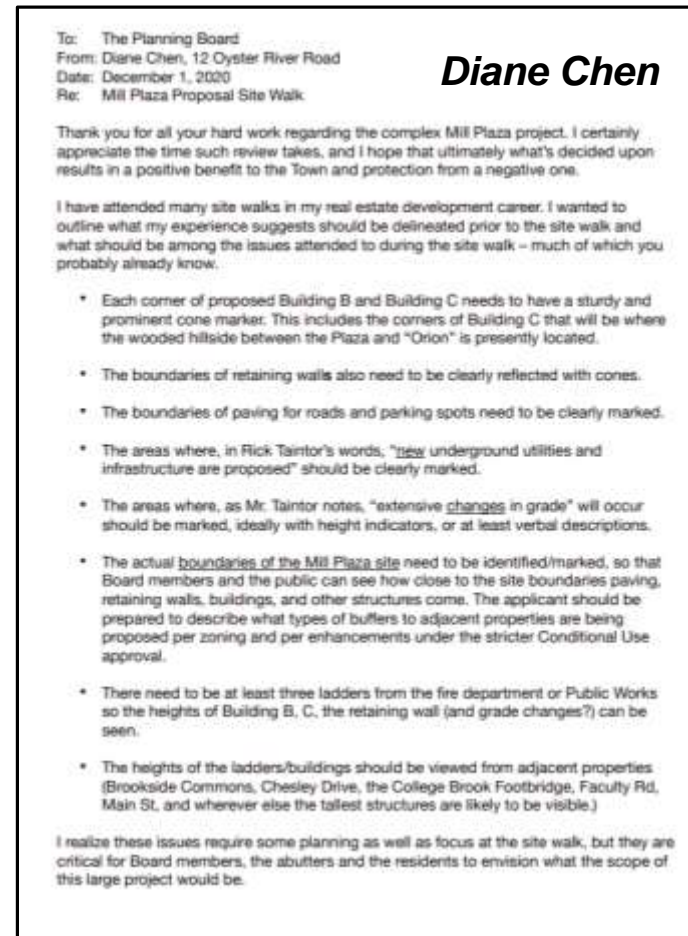 To: The Planning Board
From: Diane Chen, 12 Oyster River Road
Date: December 1, 2020
Re: Mill Plaza Proposal Site Walk
Diane Chen
Thank you for all your hard work regarding the complex Mill Plaza project. I certainly
appreciate the time such review takes, and I hope that ultimately what's decided upon
results in a positive benefit to the Town and protection from a negative one.
I have attended many site walks in my real estate development career. I wanted to
outline what my experience suggests should be delineated prior to the site walk and
what should be among the issues attended to during the site walk – much of which you
probably already know.
* Each corner of proposed Building B and Building C needs to have a sturdy and
prominent cone marker. This includes the corners of Building C that will be where
the wooded hillside between the Plaza and "Orion" is presently located.
* The boundaries of retaining walls also need to be clearly reflected with cones.
* The boundaries of paving for roads and parking spots need to be clearly marked.
* The areas where, in Rick Taintor's words, "new underground utilities and
infrastructure are proposed" should be clearly marked.
* The areas where, as Mr. Taintor notes, "extensive changes in grade" will occur
should be marked, ideally with height indicators, or at least verbal descriptions.
* The actual boundaries of the Mill Plaza site need to be identified/marked, so that
Board members and the public can see how close to the site boundaries paving,
retaining walls, buildings, and other structures come. The applicant should be
prepared to describe what types of buffers to adjacent properties are being
proposed per zoning and per enhancements under the stricter Conditional Use
approval.
* There need to be at least three ladders from the fire department or Public Works
so the heights of Building B, C, the retaining wall (and grade changes?) can be
seen.
* The heights of the ladders/buildings should be viewed from adjacent properties
(Brookside Commons, Chesley Drive, the College Brook Footbridge, Faculty Rd,
Main St, and wherever else the tallest structures are likely to be visible.)
I realize these issues require some planning as well as focus at the site walk, but they are
critical for Board members, the abutters and the residents to envision what the scope of
this large project would be.